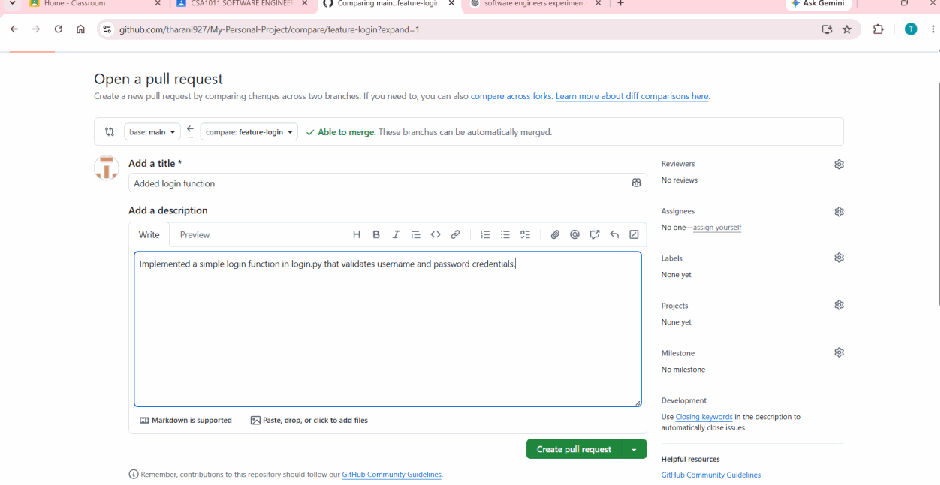 Home - Classroom
CSA1011 SOFTWARE ENGINEER
Comparing main...feature-login
software engineers experiment
Ask Gemini
github.com/tharani927/My-Personal-Project/compare/feature-login?expand=1
T
Open a pull request
Create a new pull request by comparing changes across two branches. If you need to, you can also compare across forks. Learn more about diff comparisons here.
base: main
compare: feature-login
Able to merge. These branches can be automatically merged.
Add a title *
Added login function
Add a description
Write
Preview
Implemented a simple login function in login.py that validates username and password credentials.
Markdown is supported
Paste, drop, or click to add files
Create pull request
Remember, contributions to this repository should follow our GitHub Community Guidelines.
Reviewers
No reviews
Assignees
No one—assign yourself
Labels
None yet
Projects
None yet
Milestone
No milestone
Development
Use Closing keywords in the description to
automatically close issues
Helpful resources
GitHub Community Guidelines